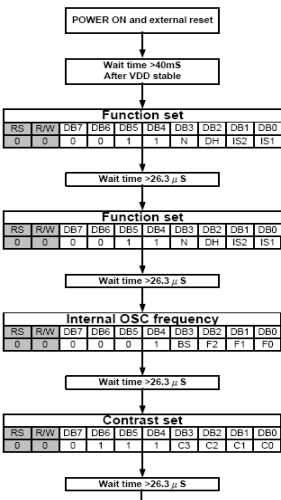 POWER ON and external reset
Wait time >40mS
After VDD stable
Function set
RS R/W DB7 DB6 DB5 DB4 DB3 DB2 DB1 DB0
0 0 0 0 1 1 N DH IS2 IS1
Wait time >26.3 μ S
Function set
RS R/W DB7 DB6 DB5 DB4 DB3 DB2 DB1 DB0
0 0 0 0 1 1 N DH IS2 IS1
Wait time >26.3 μ S
Internal OSC frequency
RS R/W DB7 DB6 DB5 DB4 DB3 DB2 DB1 DB0
0 0 0 0 0 1 BS F2 F1 F0
Wait time >26.3 μ S
Contrast set
RS R/W DB7 DB6 DB5 DB4 DB3 DB2 DB1 DB0
0 0 0 1 1 1 C3 C2 C1 C0
Wait time >26.3 μ S